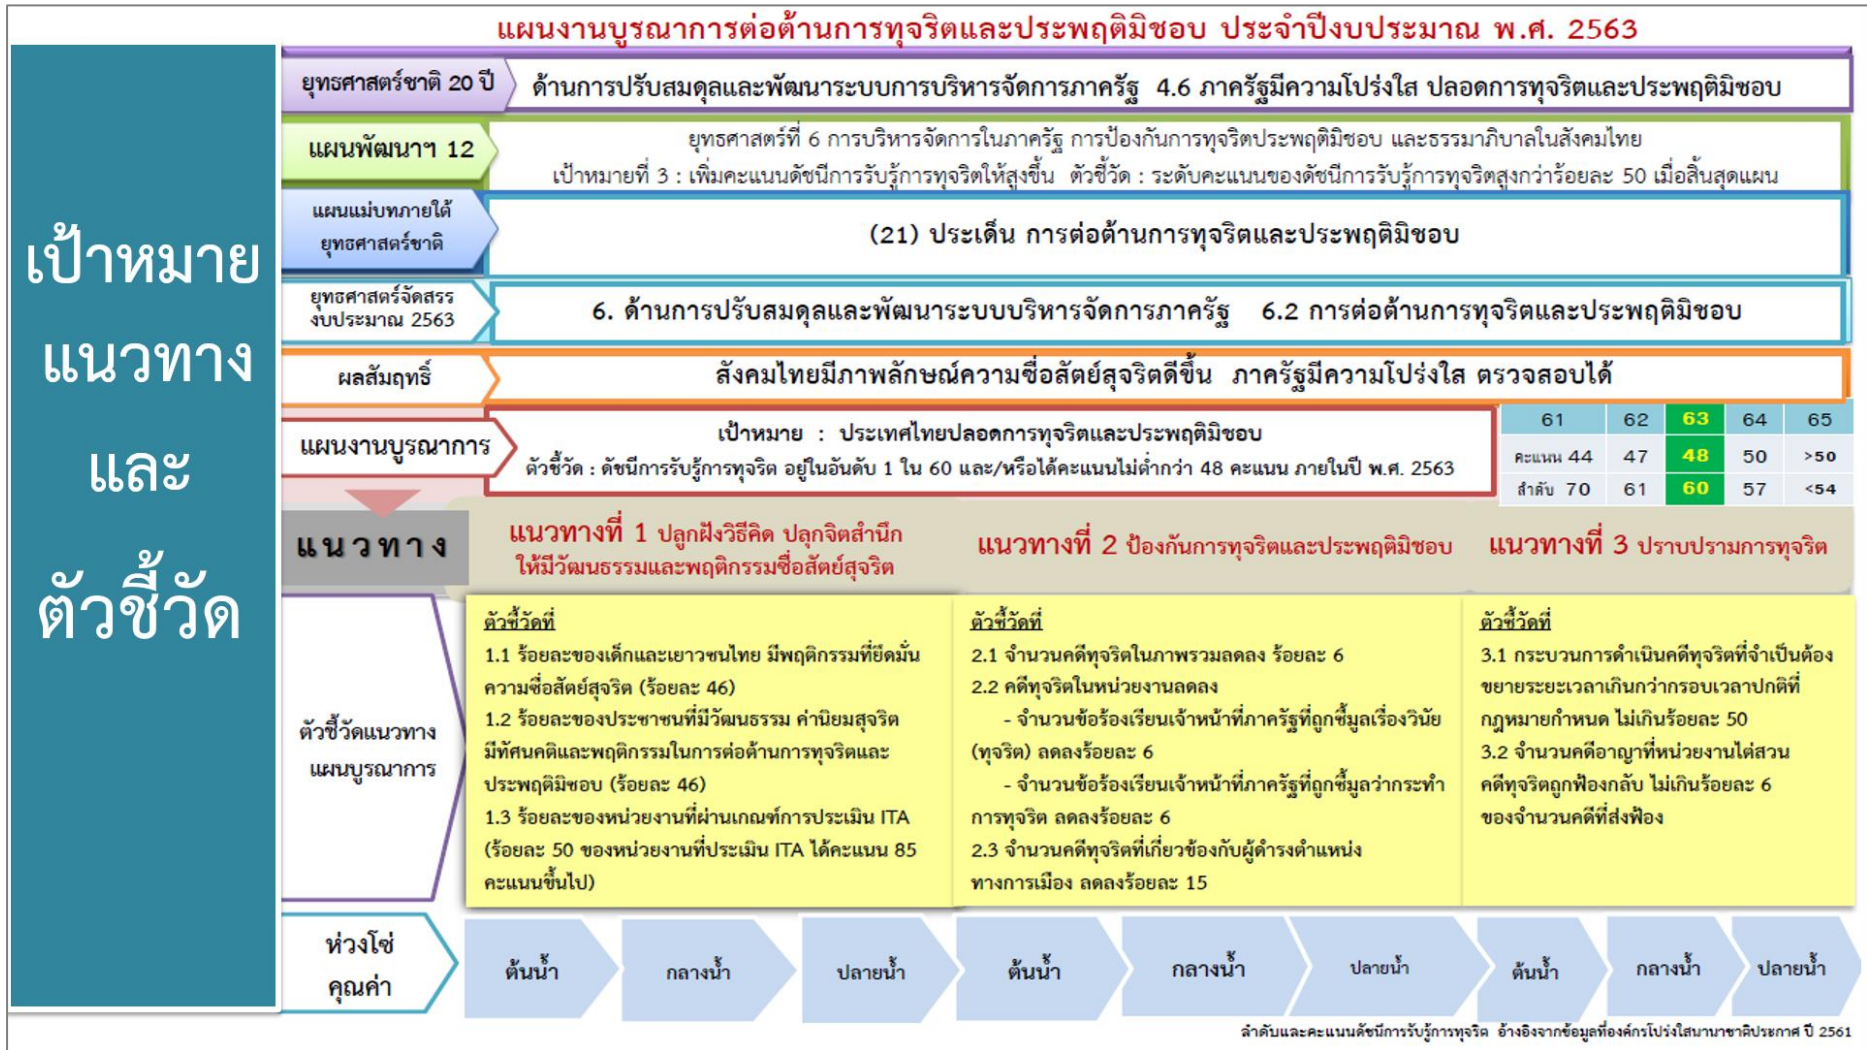 แผนงานบูรณาการต่อต้านการทุจริตและประพฤติมิชอบ ประจำปีงบประมาณ พ.ศ. 2563
เป้าหมาย
แนวทาง
และ
ตัวชี้วัด
ยุทธศาสตร์ชาติ 20 ปี
ด้านการปรับสมดุลและพัฒนาระบบการบริหารจัดการภาครัฐ 4.6 ภาครัฐมีความโปร่งใส ปลอดการทุจริตและประพฤติมิชอบ
แผนพัฒนาฯ 12
ยุทธศาสตร์ที่ 6 การบริหารจัดการในภาครัฐ การป้องกันการทุจริตประพฤติมิชอบ และธรรมาภิบาลในสังคมไทย
เป้าหมายที่ 3 : เพิ่มคะแนนดัชนีการรับรู้การทุจริตให้สูงขึ้น ตัวชี้วัด : ระดับคะแนนของดัชนีการรับรู้การทุจริตสูงกว่าร้อยละ 50 เมื่อสิ้นสุดแผน
แผนแม่บทภายใต้
ยุทธศาสตร์ชาติ
(21) ประเด็น การต่อต้านการทุจริตและประพฤติมิชอบ
ยุทธศาสตร์จัดสรร
งบประมาณ 2563
6. ด้านการปรับสมดุลและพัฒนาระบบบริหารจัดการภาครัฐ 6.2 การต่อต้านการทุจริตและประพฤติมิชอบ
ผลสัมฤทธิ์
สังคมไทยมีภาพลักษณ์ความซื่อสัตย์สุจริตดีขึ้น ภาครัฐมีความโปร่งใส ตรวจสอบได้
แผนงานบูรณาการ
เป้าหมาย : ประเทศไทยปลอดการทุจริตและประพฤติมิชอบ
ตัวชี้วัด : ดัชนีการรับรู้การทุจริต อยู่ในอันดับ 1 ใน 60 และ/หรือได้คะแนนไม่ต่ำกว่า 48 คะแนน ภายในปี พ.ศ. 2563
61 62 63 64 65
คะแนน 44 47 48 50 >50
ลำดับ 70 61 60 57 <54
แนวทาง
แนวทางที่ 1 ปลูกฝังวิธีคิด ปลุกจิตสำนึก
ให้มีวัฒนธรรมและพฤติกรรมซื่อสัตย์สุจริต
แนวทางที่ 2 ป้องกันการทุจริตและประพฤติมิชอบ
แนวทางที่ 3 ปราบปรามการทุจริต
ตัวชี้วัดแนวทาง
แผนบูรณาการ
ตัวชี้วัดที่
1.1 ร้อยละของเด็กและเยาวชนไทย มีพฤติกรรมที่ยึดมั่น
ความซื่อสัตย์สุจริต (ร้อยละ 46)
1.2 ร้อยละของประชาชนที่มีวัฒนธรรม ค่านิยมสุจริต
มีทัศนคติและพฤติกรรมในการต่อต้านการทุจริตและ
ประพฤติมิชอบ (ร้อยละ 46)
1.3 ร้อยละของหน่วยงานที่ผ่านเกณฑ์การประเมิน ITA
(ร้อยละ 50 ของหน่วยงานที่ประเมิน ITA ได้คะแนน 85
คะแนนขึ้นไป)
ตัวชี้วัดที่
2.1 จำนวนคดีทุจริตในภาพรวมลดลง ร้อยละ 6
2.2 คดีทุจริตในหน่วยงานลดลง
- จำนวนข้อร้องเรียนเจ้าหน้าที่ภาครัฐที่ถูกชี้มูลเรื่องวินัย
(ทุจริต) ลดลงร้อยละ 6
- จำนวนข้อร้องเรียนเจ้าหน้าที่ภาครัฐที่ถูกชี้มูลว่ากระทำ
การทุจริต ลดลงร้อยละ 6
2.3 จำนวนคดีทุจริตที่เกี่ยวข้องกับผู้ดำรงตำแหน่ง
ทางการเมือง ลดลงร้อยละ 15
ตัวชี้วัดที่
3.1 กระบวนการดำเนินคดีทุจริตที่จำเป็นต้อง
ขยายระยะเวลาเกินกว่ากรอบเวลาปกติที่
กฎหมายกำหนด ไม่เกินร้อยละ 50
3.2 จำนวนคดีอาญาที่หน่วยงานไต่สวน
คดีทุจริตถูกฟ้องกลับ ไม่เกินร้อยละ 6
ของจำนวนคดีที่ส่งฟ้อง
ห่วงโซ่
คุณค่า
ต้นน้ำ กลางน้ำ ปลายน้ำ ต้นน้ำ กลางน้ำ ปลายน้ำ ต้นน้ำ กลางน้ำ ปลายน้ำ
ลำดับและคะแนนดัชนีการรับรู้การทุจริต อ้างอิงจากข้อมูลที่องค์กรโปร่งใสนานาชาติประกาศ ปี 2561